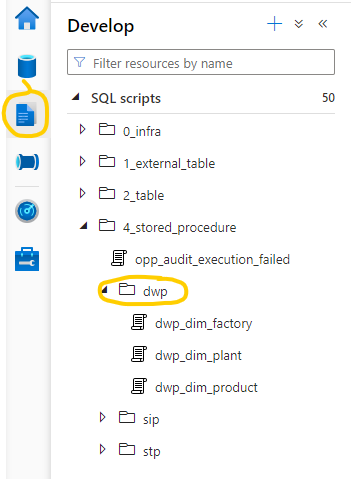 Develop
Filter resources by name
SQL scripts 50
0_infra
1_external_table
2_table
4_stored_procedure
opp_audit_execution_failed
dwp
dwp_dim_factory
dwp_dim_plant
dwp_dim_product
sip
stp